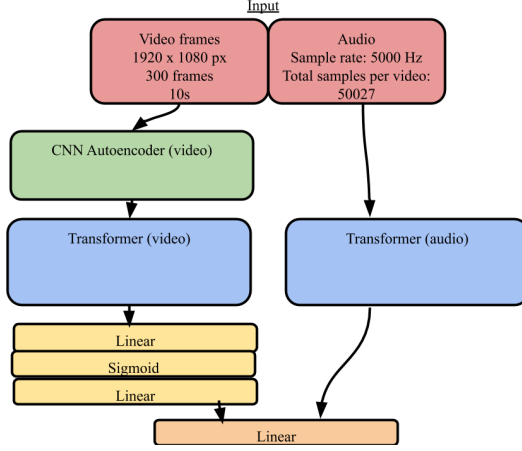 Input
Video frames
1920 x 1080 px
300 frames
10s
Audio
Sample rate: 5000 Hz
Total samples per video:
50027
CNN Autoencoder (video)
Transformer (video)
Transformer (audio)
Linear
Sigmoid
Linear
Linear